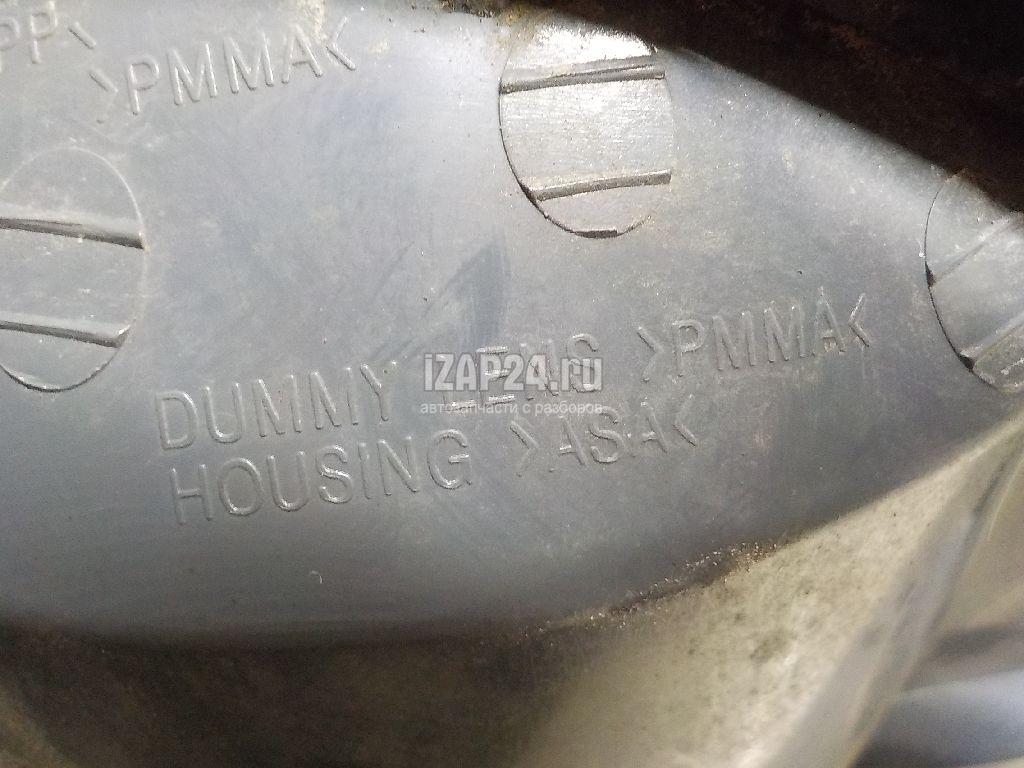 PP<
>PMMA<
DUMMY LENS >PMMA<
HOUSING >ASA<
iZAP24.ru
автозапчасти с разборов